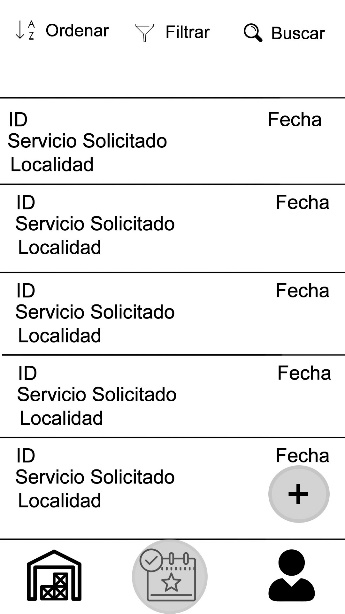 Ordenar Filtrar Buscar
ID Fecha
Servicio Solicitado
Localidad
ID Fecha
Servicio Solicitado
Localidad
ID Fecha
Servicio Solicitado
Localidad
ID Fecha
Servicio Solicitado
Localidad
ID Fecha
Servicio Solicitado
Localidad